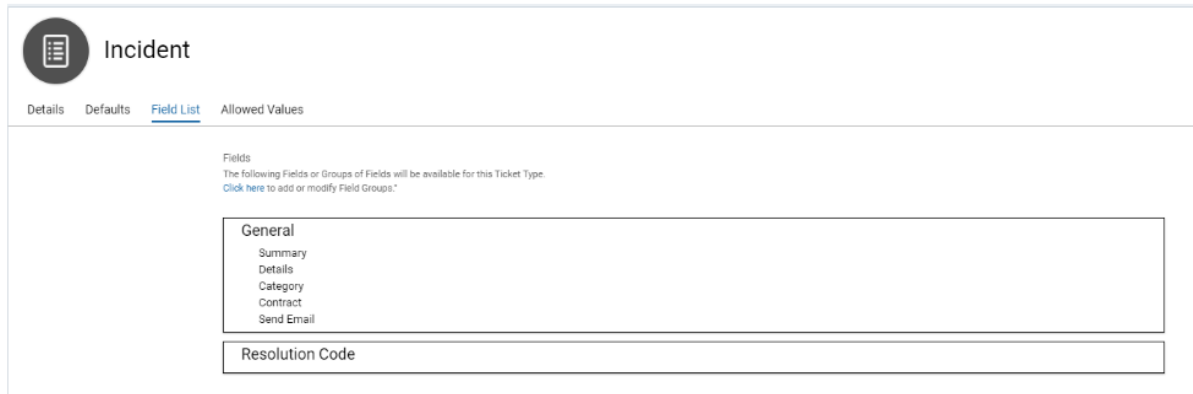 Incident
Details Defaults Field List Allowed Values
Fields
The following Fields or Groups of Fields will be available for this Ticket Type.
Click here to add or modify Field Groups."
General
Summary
Details
Category
Contract
Send Email
Resolution Code